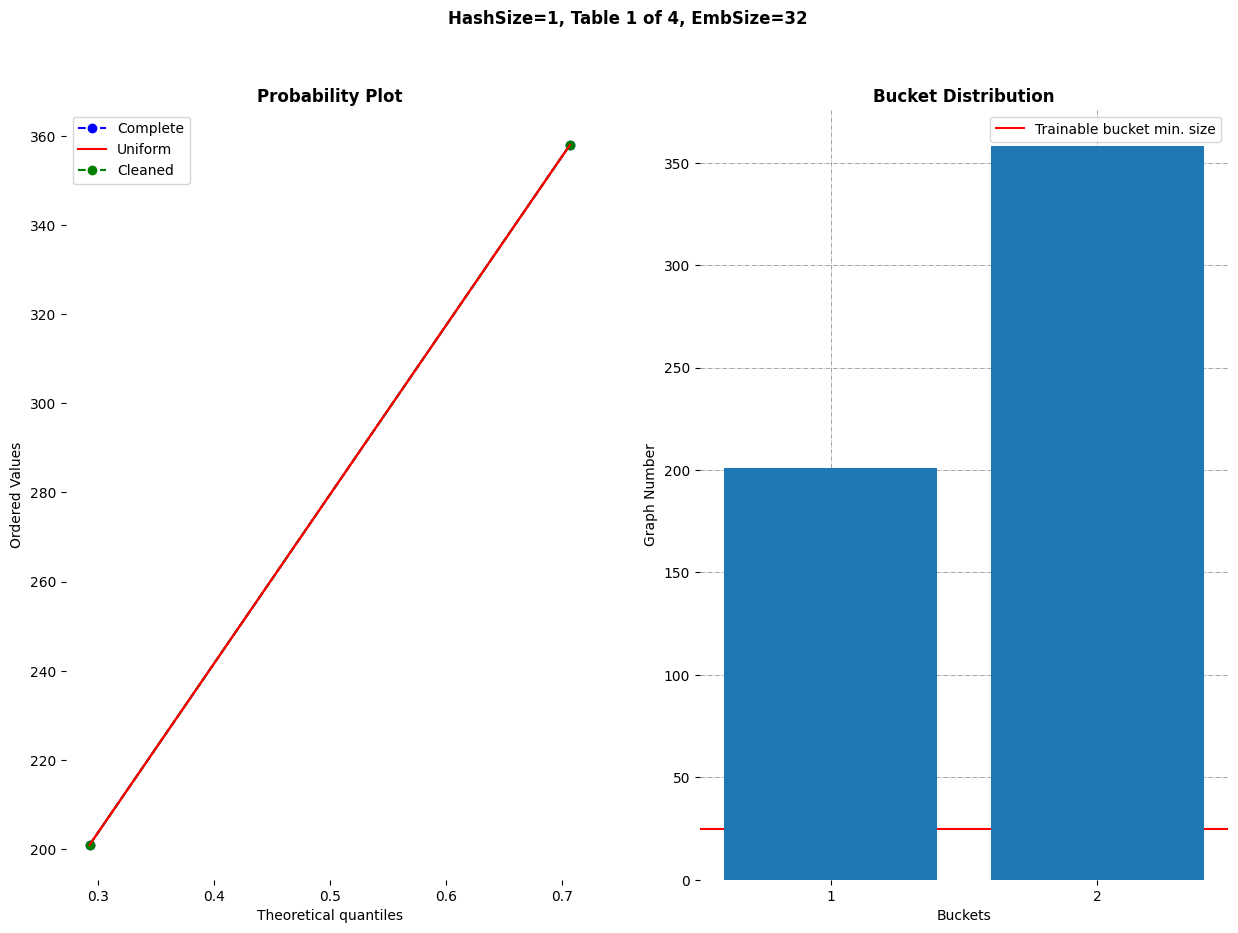 HashSize=1, Table 1 of 4, EmbSize=32
Probability Plot
Complete
Uniform
Cleaned
360
340
320
300
280
260
240
220
200
Ordered Values
0.3 0.4 0.5 0.6 0.7
Theoretical quantiles
Bucket Distribution
Trainable bucket min. size
350
300
250
200
150
100
50
0
Graph Number
1 2
Buckets